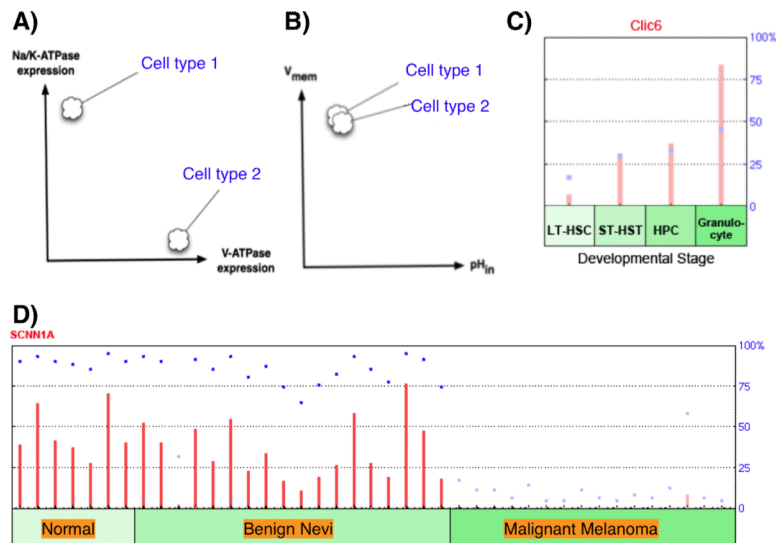 A)
Na/K-ATPase
expression
Cell type 1
Cell type 2
V-ATPase
expression
B)
Vmem
Cell type 1
Cell type 2
pHin
C)
Clic6
100%
75
50
25
0
LT-HSC ST-HST HPC Granulo-
cyte
Developmental Stage
D)
SCNN1A
100%
75
50
25
0
Normal Benign Nevi Malignant Melanoma